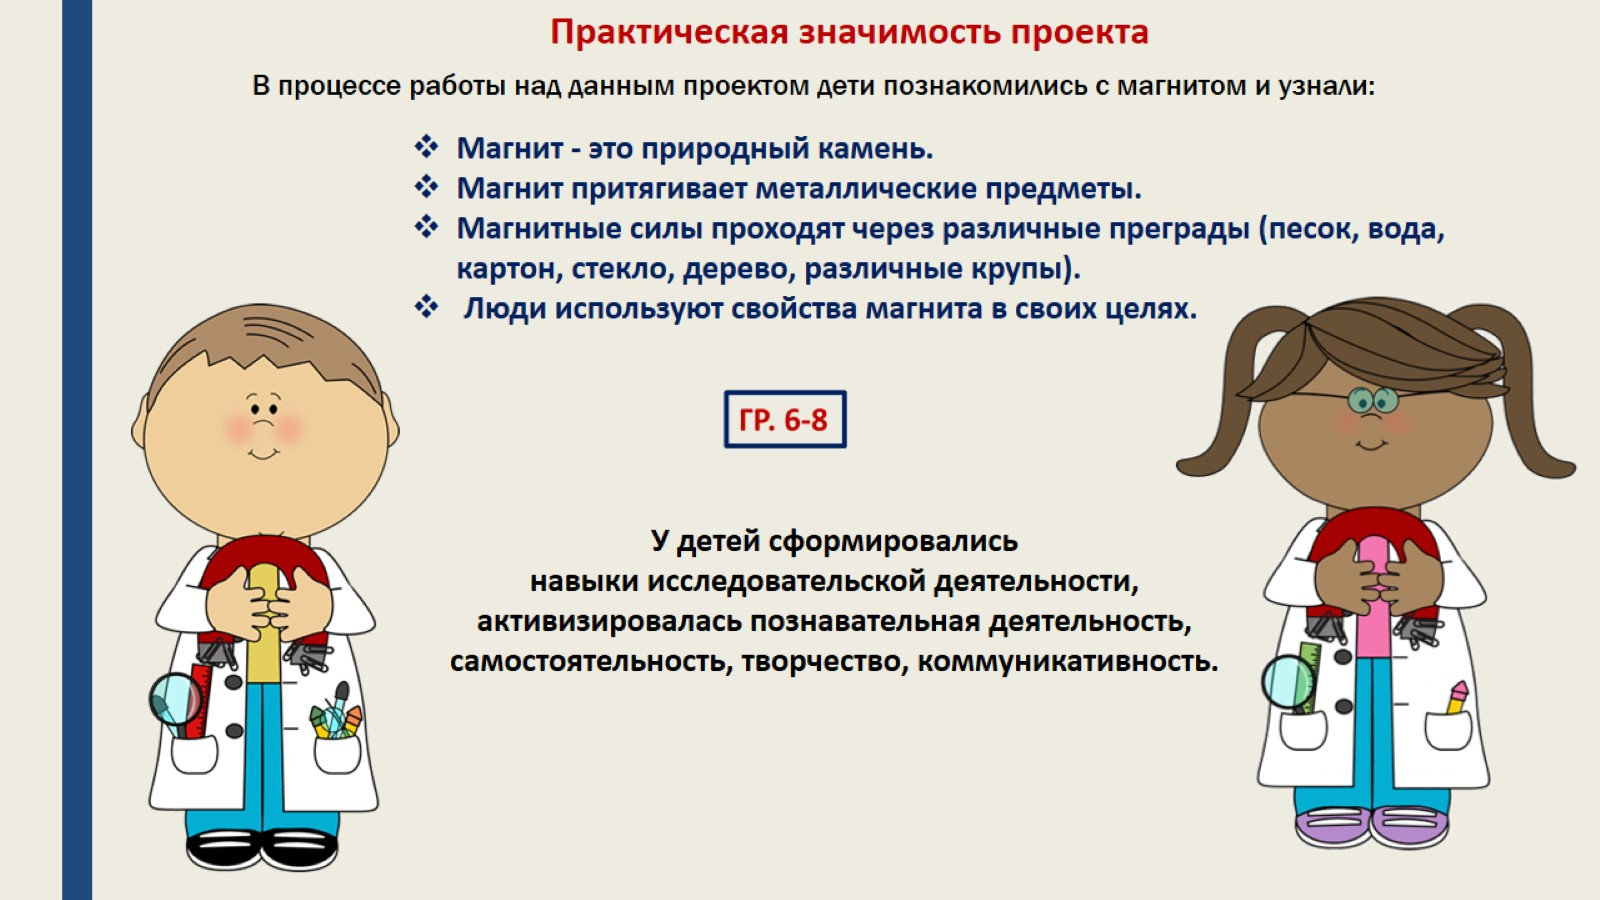 Практическая значимость проекта
В процессе работы над данным проектом дети познакомились с магнитом и узнали:
❖ Магнит - это природный камень.
❖ Магнит притягивает металлические предметы.
❖ Магнитные силы проходят через различные преграды (песок, вода,
картон, стекло, дерево, различные крупы).
❖ Люди используют свойства магнита в своих целях.
ГР. 6-8
У детей сформировались
навыки исследовательской деятельности,
активизировалась познавательная деятельность,
самостоятельность, творчество, коммуникативность.